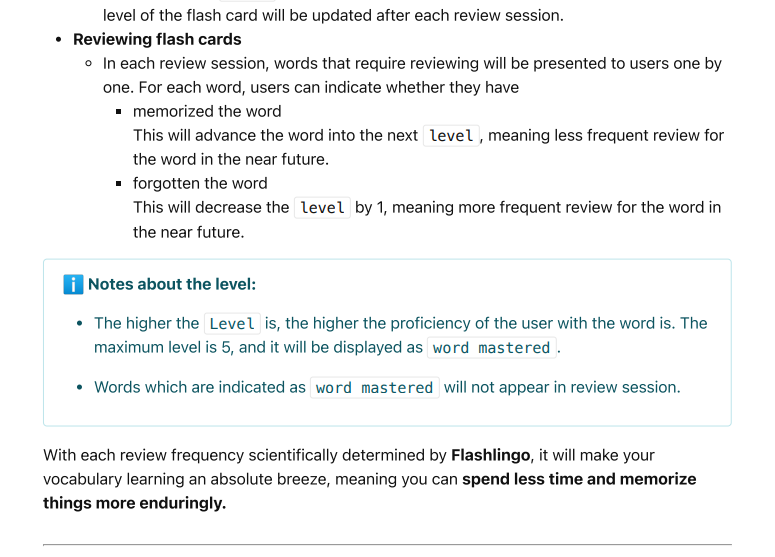 level of the flash card will be updated after each review session.
• Reviewing flash cards
◦ In each review session, words that require reviewing will be presented to users one by
one. For each word, users can indicate whether they have
▪ memorized the word
This will advance the word into the next level , meaning less frequent review for
the word in the near future.
▪ forgotten the word
This will decrease the level by 1, meaning more frequent review for the word in
the near future.
ℹ️ Notes about the level:
• The higher the Level is, the higher the proficiency of the user with the word is. The
maximum level is 5, and it will be displayed as word mastered .
• Words which are indicated as word mastered will not appear in review session.
With each review frequency scientifically determined by Flashlingo, it will make your
vocabulary learning an absolute breeze, meaning you can spend less time and memorize
things more enduringly.